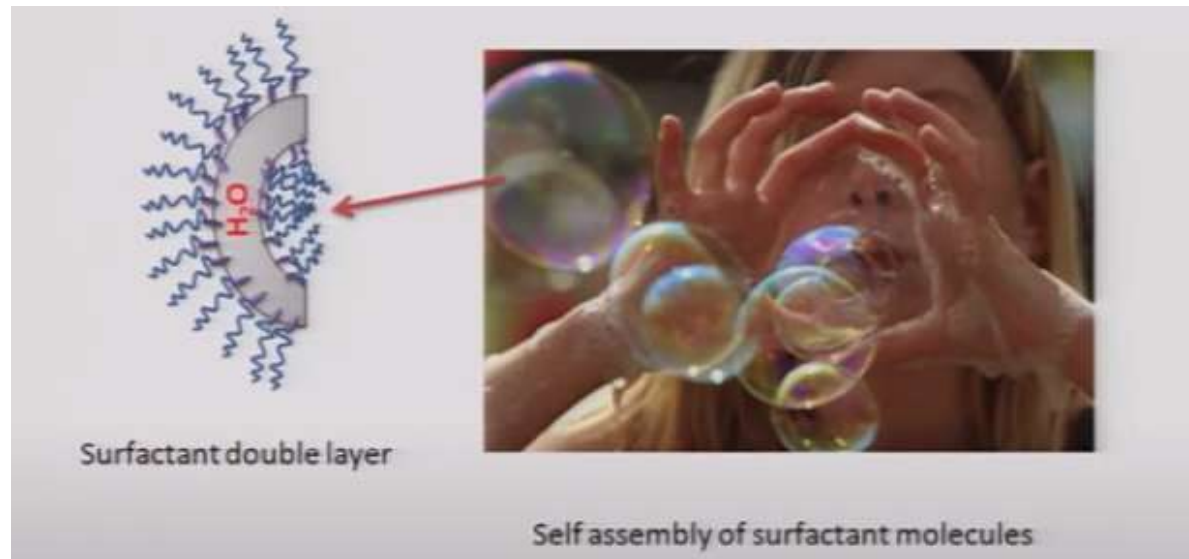 H₂O
Surfactant double layer
Self assembly of surfactant molecules